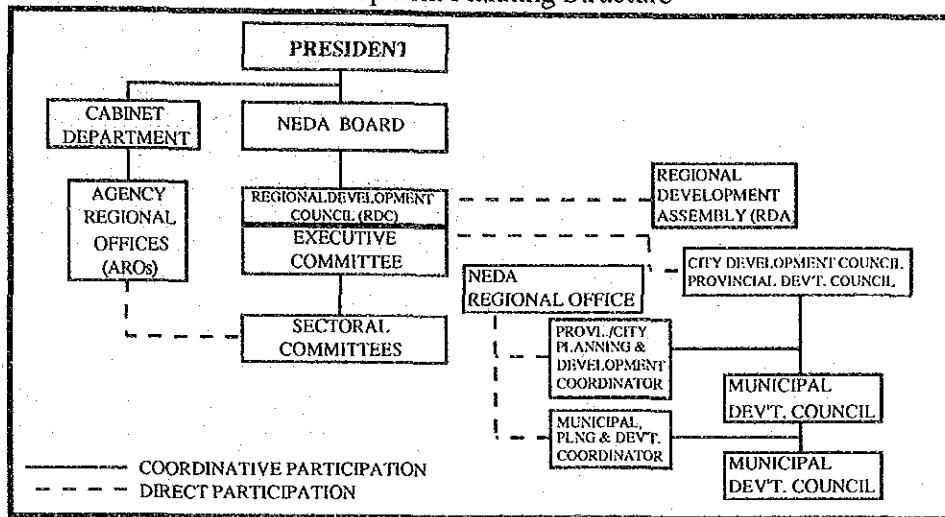 Planning Structure
PRESIDENT
CABINET
DEPARTMENT
NEDA BOARD
AGENCY
REGIONAL
OFFICES
(AROs)
REGIONAL DEVELOPMENT
COUNCIL (RDC)
EXECUTIVE
COMMITTEE
REGIONAL
DEVELOPMENT
ASSEMBLY (RDA)
CITY DEVELOPMENT COUNCIL
PROVINCIAL DEV'T. COUNCIL
NEDA
REGIONAL OFFICE
SECTORAL
COMMITTEES
PROVL./CITY
PLANNING &
DEVELOPMENT
COORDINATOR
MUNICIPAL
DEV'T. COUNCIL
MUNICIPAL,
PLNG & DEV'T.
COORDINATOR
MUNICIPAL
DEV'T. COUNCIL
COORDINATIVE PARTICIPATION
DIRECT PARTICIPATION